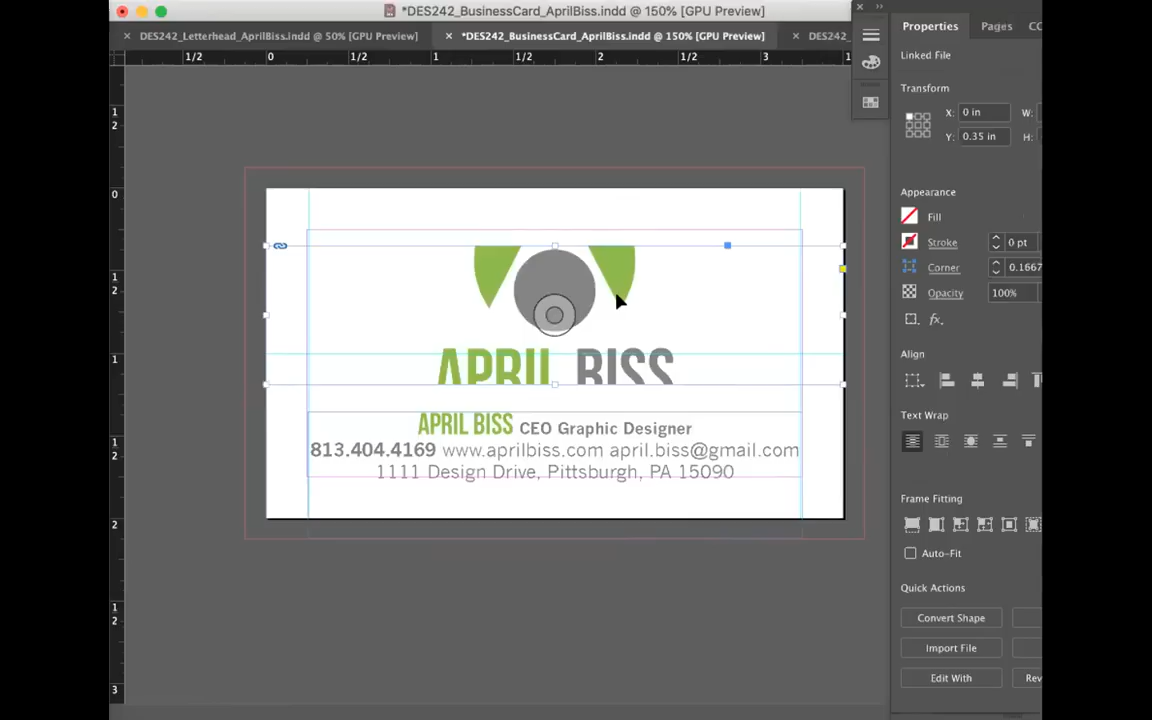 *DES242_BusinessCard_AprilBiss.indd @ 150% [GPU Preview]
DES242_Letterhead_AprilBiss.indd @ 50% [GPU Preview]
*DES242_BusinessCard_AprilBiss.indd @ 150% [GPU Preview]
DES242_
1/2 0 1/2 1 1/2 2 1/2 3
1
2
0
1
2
1
1
2
2
1
2
3
APRIL BISS
APRIL BISS CEO Graphic Designer
813.404.4169 www.aprilbiss.com april.biss@gmail.com
1111 Design Drive, Pittsburgh, PA 15090
Properties Pages CC
Linked File
Transform
X: 0 in W:
Y: 0.35 in H:
Appearance
Fill
Stroke 0 pt
Corner 0.1667
Opacity 100%
fx.
Align
Text Wrap
Frame Fitting
Auto-Fit
Quick Actions
Convert Shape
Import File
Edit With Rev